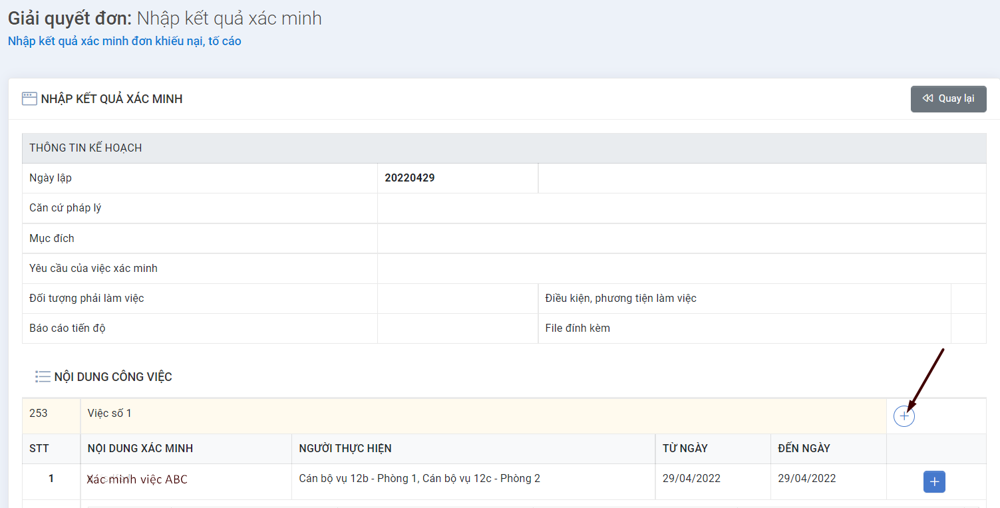 Giải quyết đơn: Nhập kết quả xác minh
Nhập kết quả xác minh đơn khiếu nại, tố cáo
NHẬP KẾT QUẢ XÁC MINH
Quay lại
THÔNG TIN KẾ HOẠCH
Ngày lập 20220429
Căn cứ pháp lý
Mục đích
Yêu cầu của việc xác minh
Đối tượng phải làm việc Điều kiện, phương tiện làm việc
Báo cáo tiến độ File đính kèm
NỘI DUNG CÔNG VIỆC
253 Việc số 1
STT NỘI DUNG XÁC MINH NGƯỜI THỰC HIỆN TỪ NGÀY ĐẾN NGÀY
1 Xác minh việc ABC Cán bộ vụ 12b - Phòng 1, Cán bộ vụ 12c - Phòng 2 29/04/2022 29/04/2022